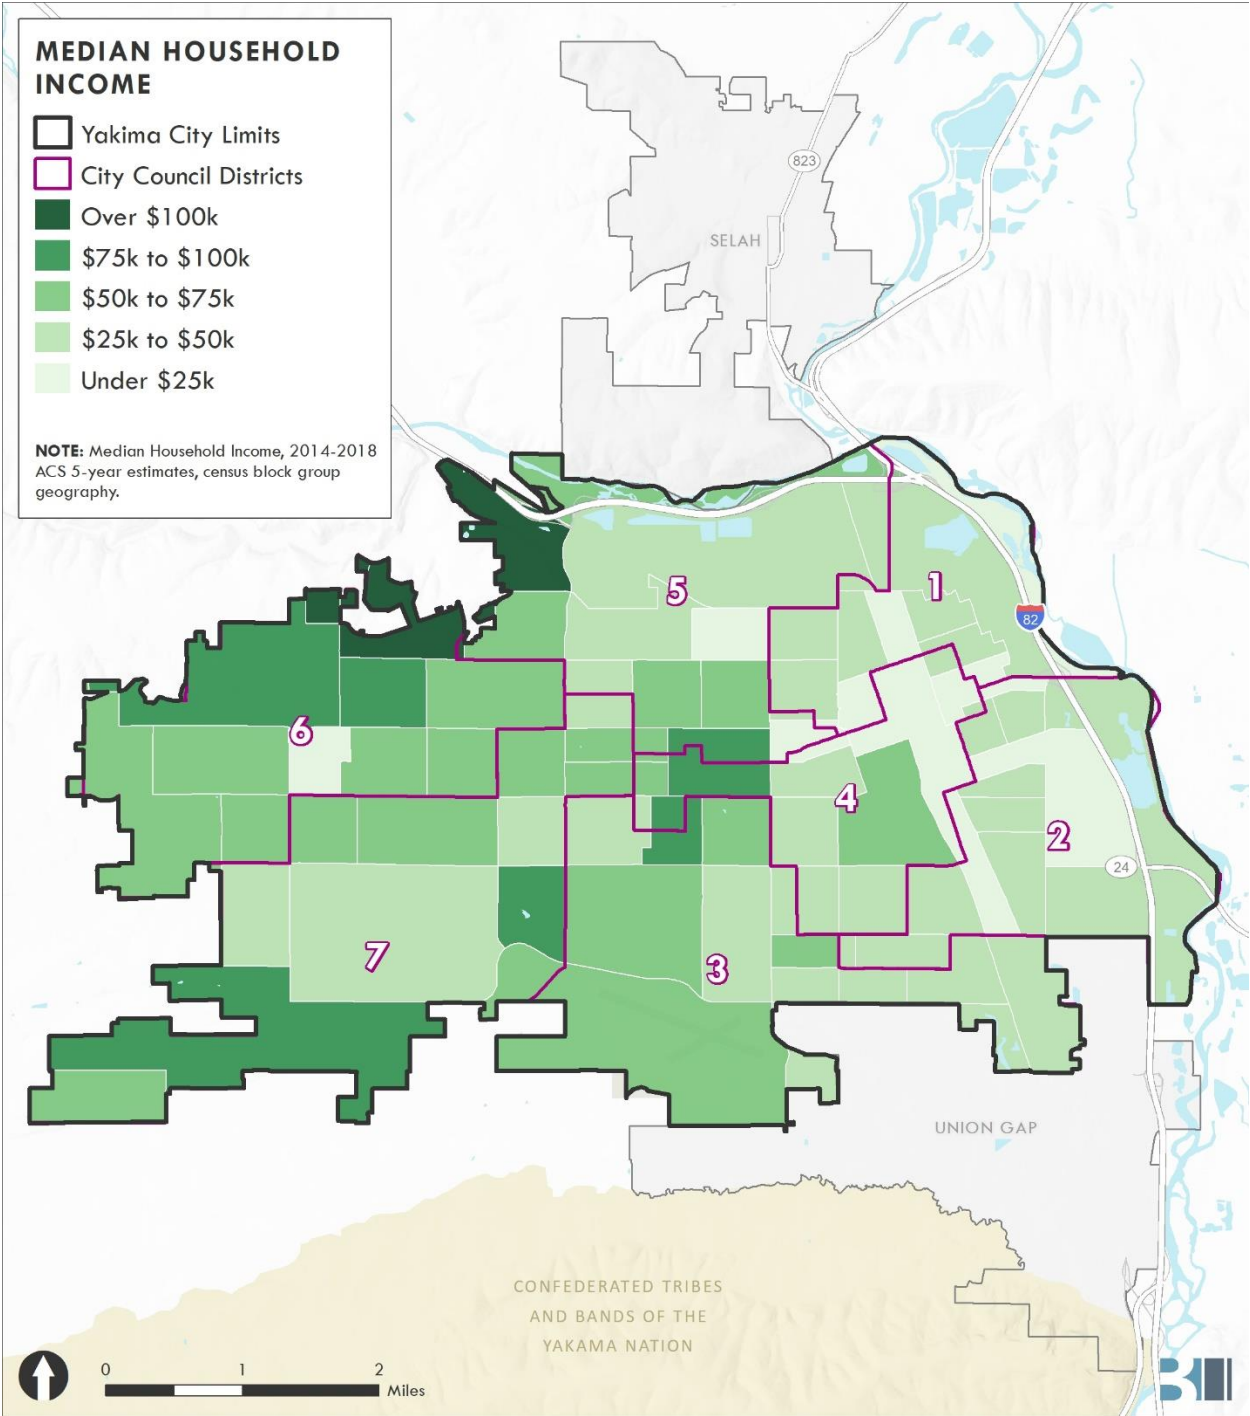 MEDIAN HOUSEHOLD
INCOME
Yakima City Limits
City Council Districts
Over $100k
$75k to $100k
$50k to $75k
$25k to $50k
Under $25k
NOTE: Median Household Income, 2014-2018
ACS 5-year estimates, census block group
geography.
823
SELAH
5
1
82
6
4
2
24
7
3
UNION GAP
CONFEDERATED TRIBES
AND BANDS OF THE
YAKAMA NATION
0 1 2
Miles